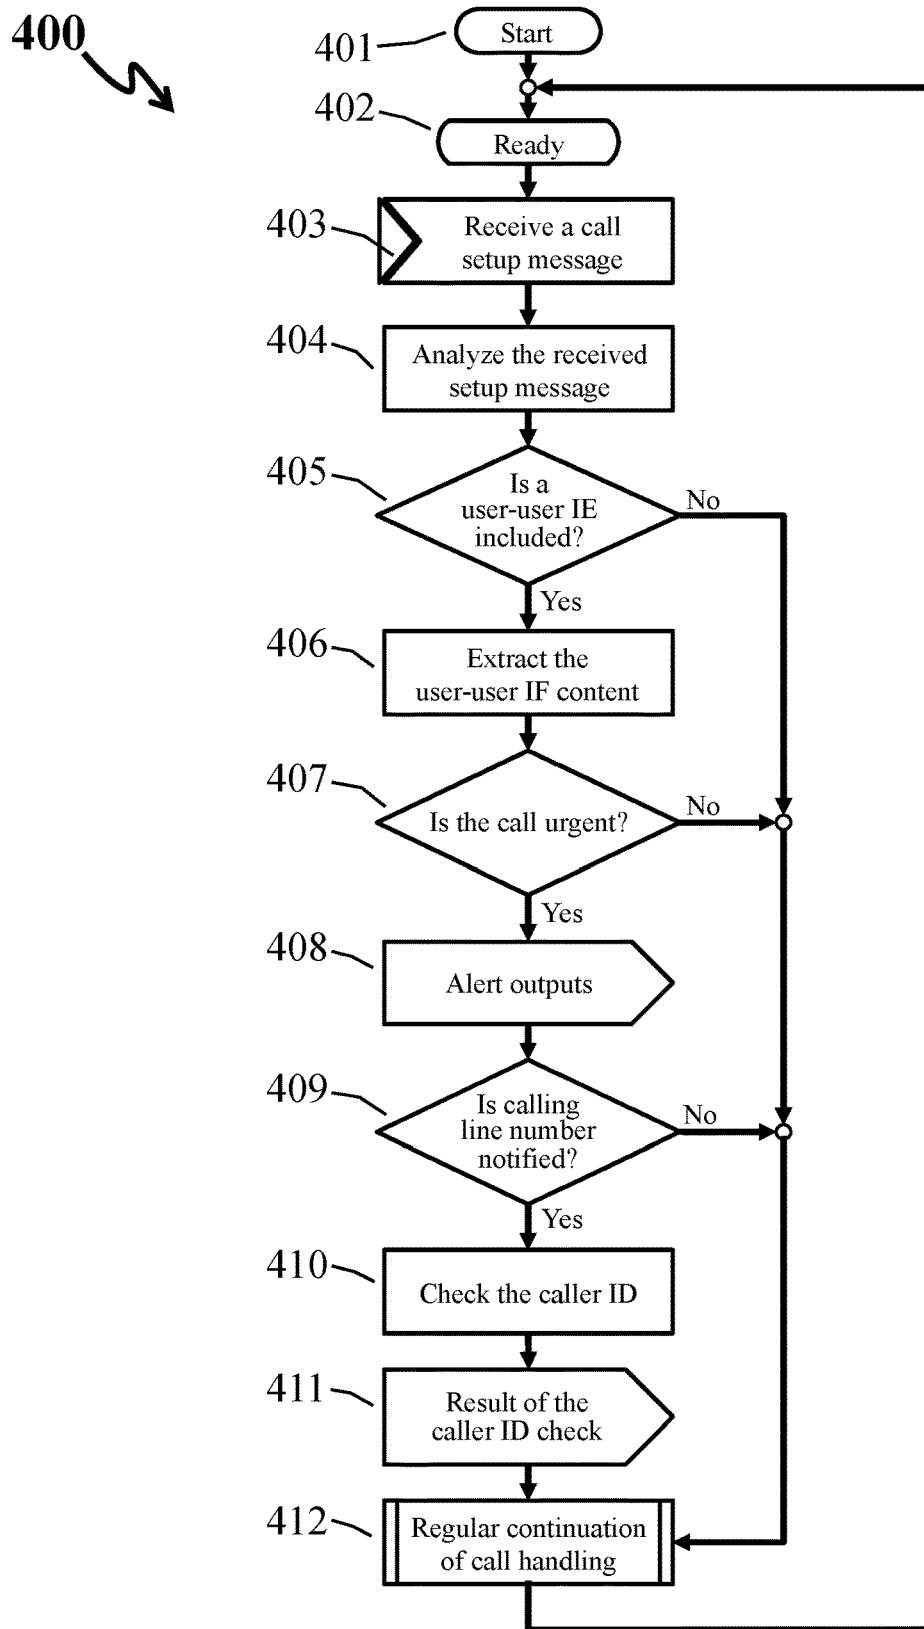 400
401
Start
402
Ready
403
Receive a call
setup message
404
Analyze the received
setup message
405
Is a
user-user IE
included?
No
Yes
406
Extract the
user-user IF content
407
Is the call urgent?
No
Yes
408
Alert outputs
409
Is calling
line number
notified?
No
Yes
410
Check the caller ID
411
Result of the
caller ID check
412
Regular continuation
of call handling